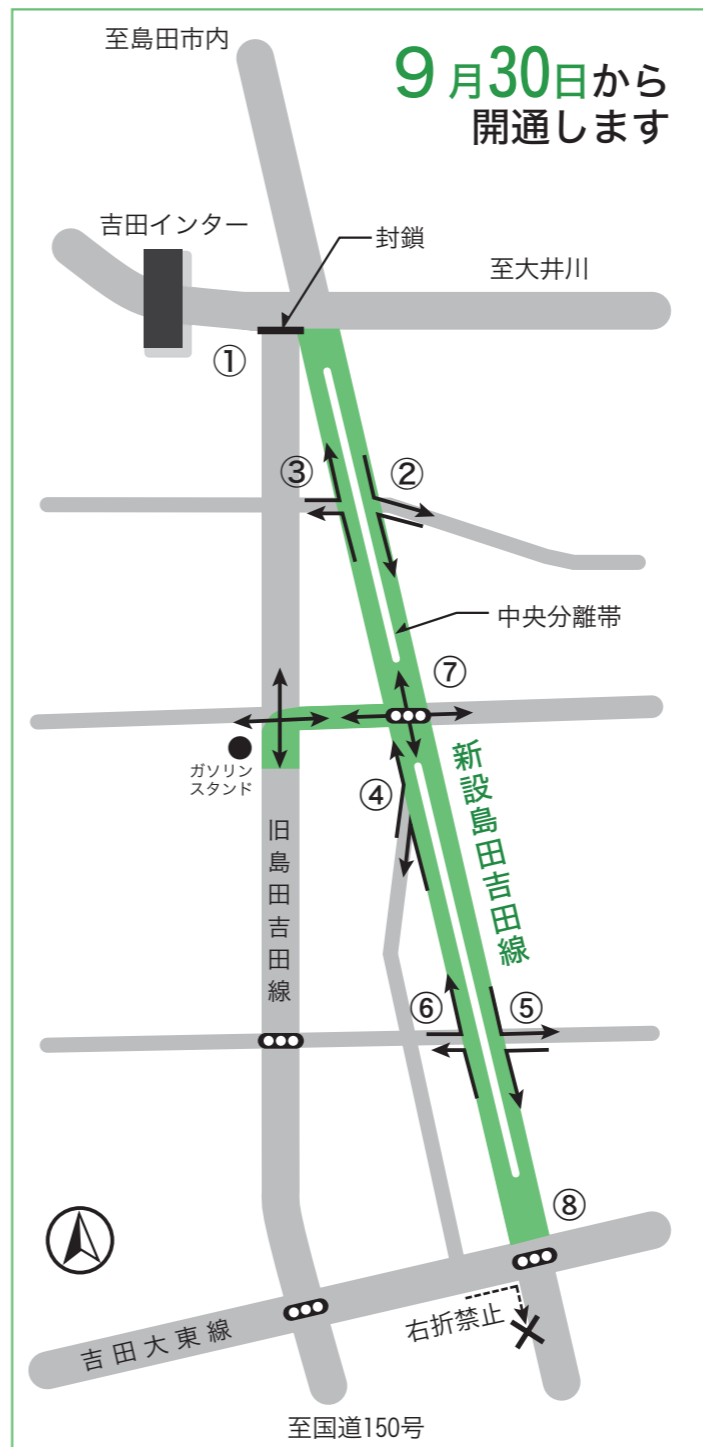 至島田市内
9月30日から
開通します
吉田インター
封鎖
至大井川
①
③
②
中央分離帯
⑦
ガソリン
スタンド
④
新設島田吉田線
旧島田吉田線
⑥
⑤
⑧
右折禁止
吉田大東線
至国道150号